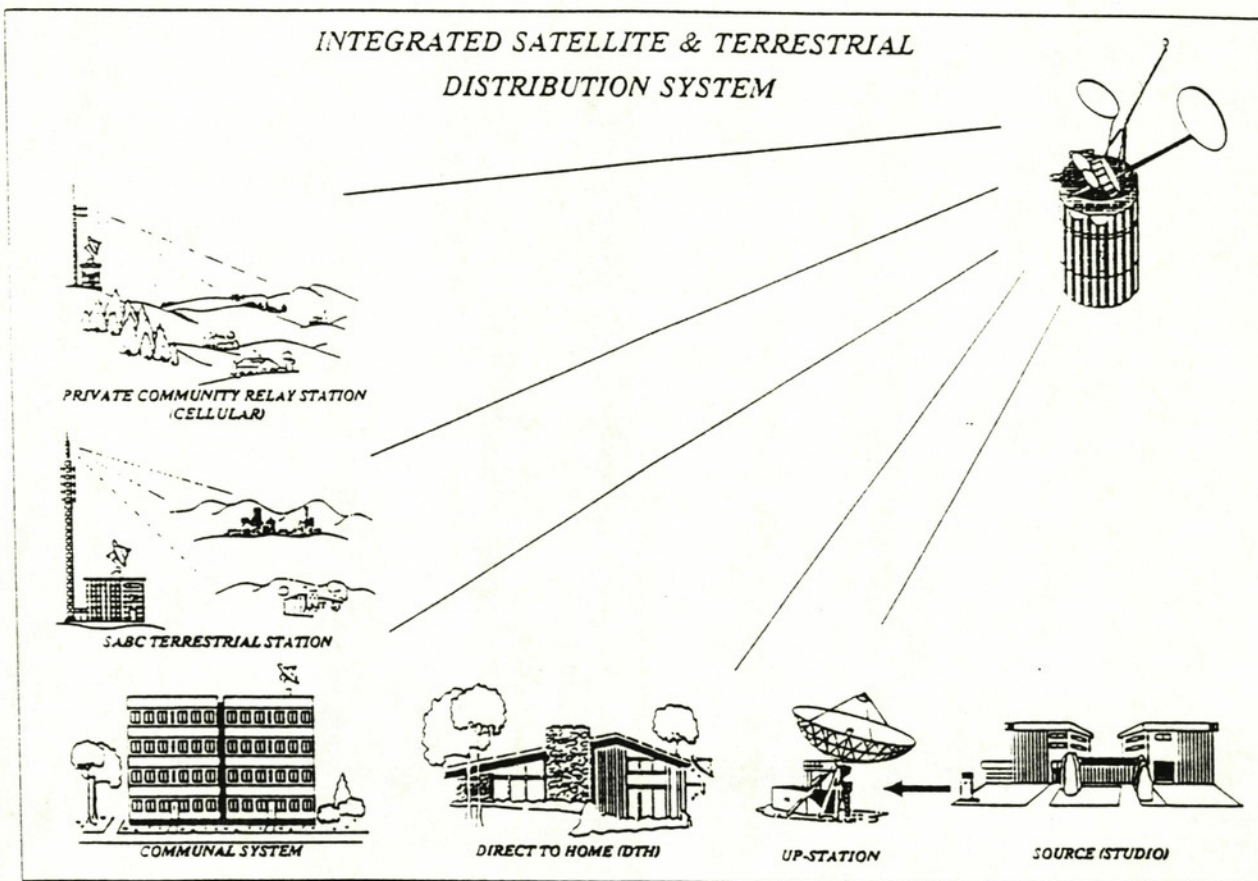 INTEGRATED SATELLITE & TERRESTRIAL
DISTRIBUTION SYSTEM
PRIVATE COMMUNITY RELAY STATION
(CELLULAR)
SABC TERRESTRIAL STATION
COMMUNAL SYSTEM
DIRECT TO HOME (DTH)
UP-STATION
SOURCE (STUDIO)